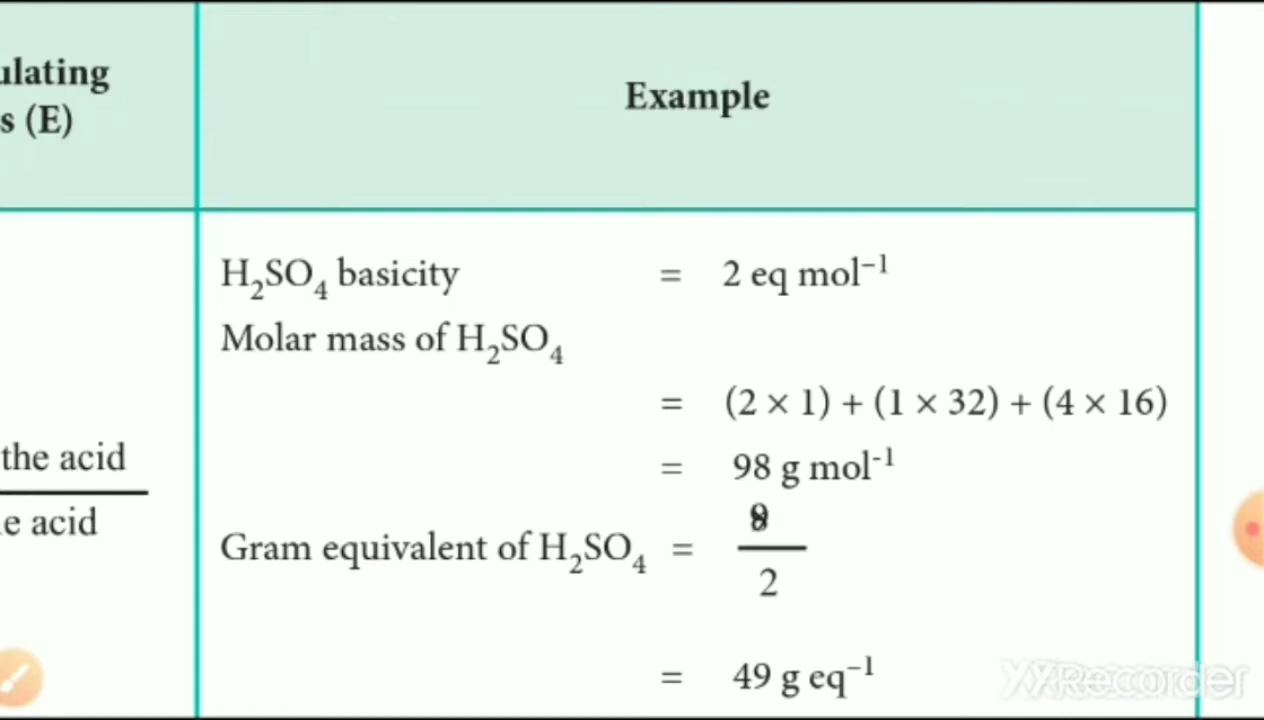 ulating
s (E)
Example
H₂SO₄ basicity = 2 eq mol⁻¹
Molar mass of H₂SO₄
= (2 × 1) + (1 × 32) + (4 × 16)
= 98 g mol⁻¹
the acid
e acid
Gram equivalent of H₂SO₄ =
2
= 49 g eq⁻¹
XRecorder